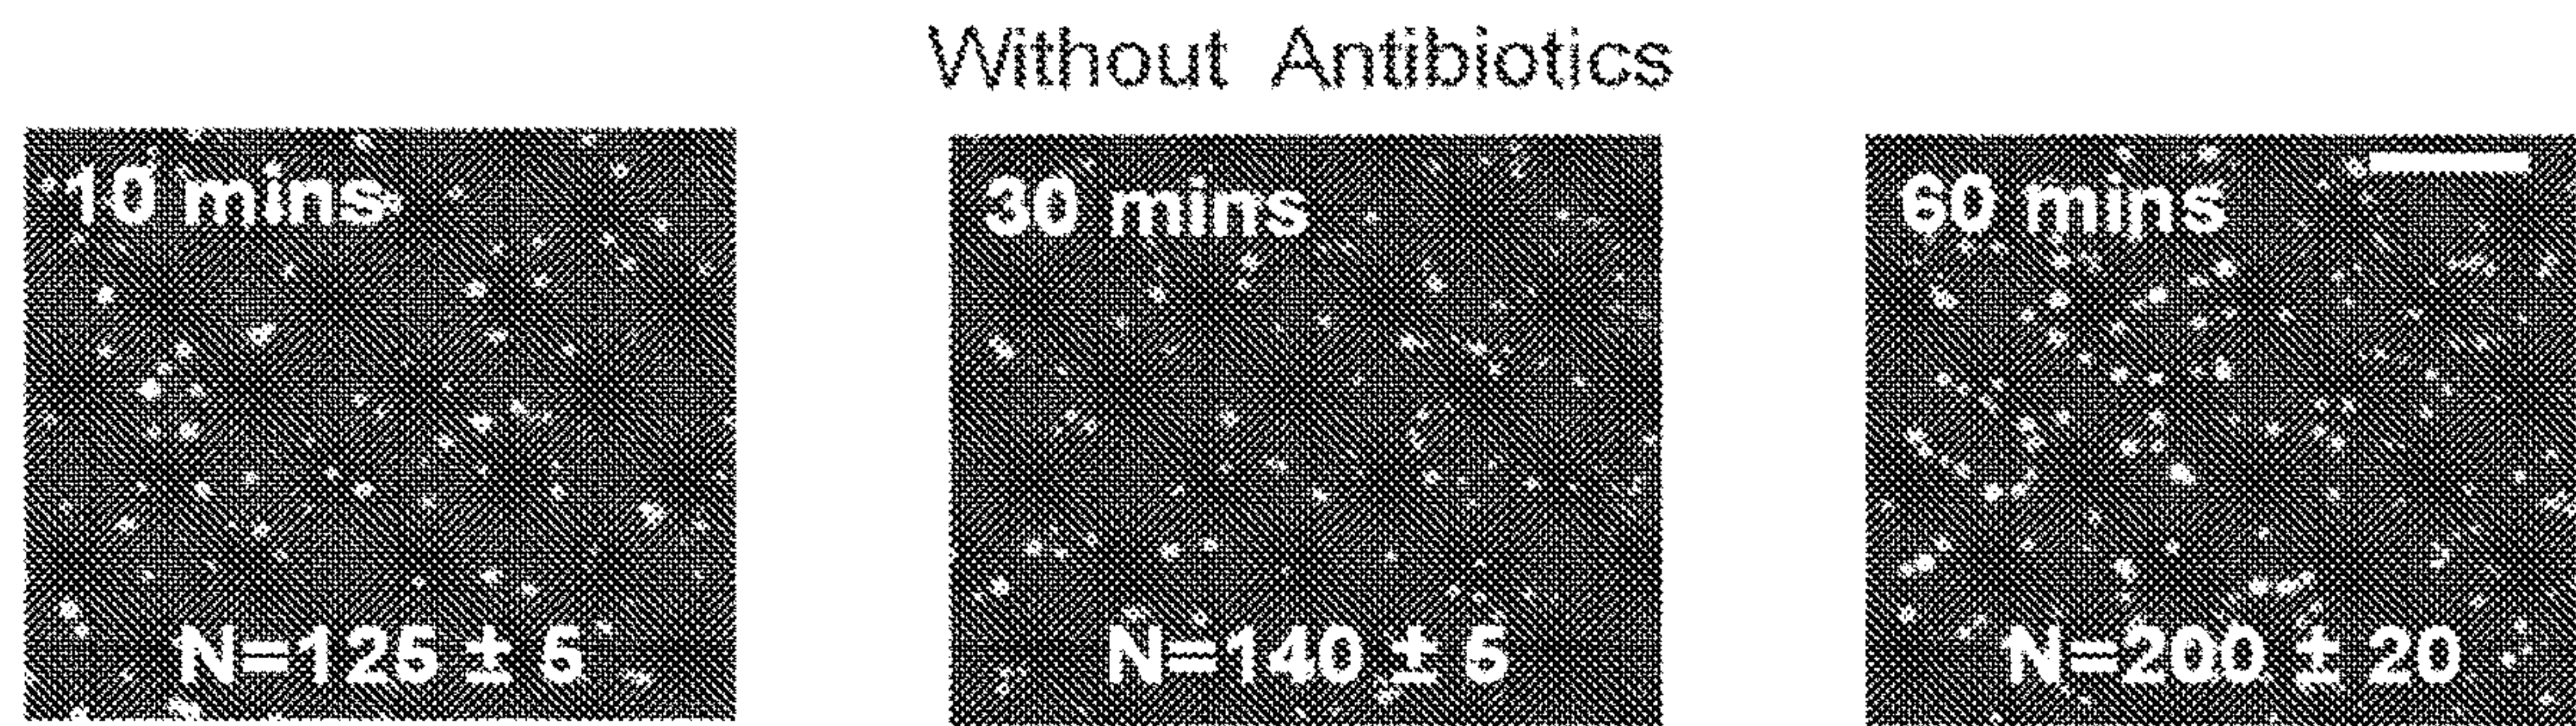 Without Antibiotics
10 mins
30 mins
60 mins
N=125 ± 5
N=140 ± 5
N=200 ± 20